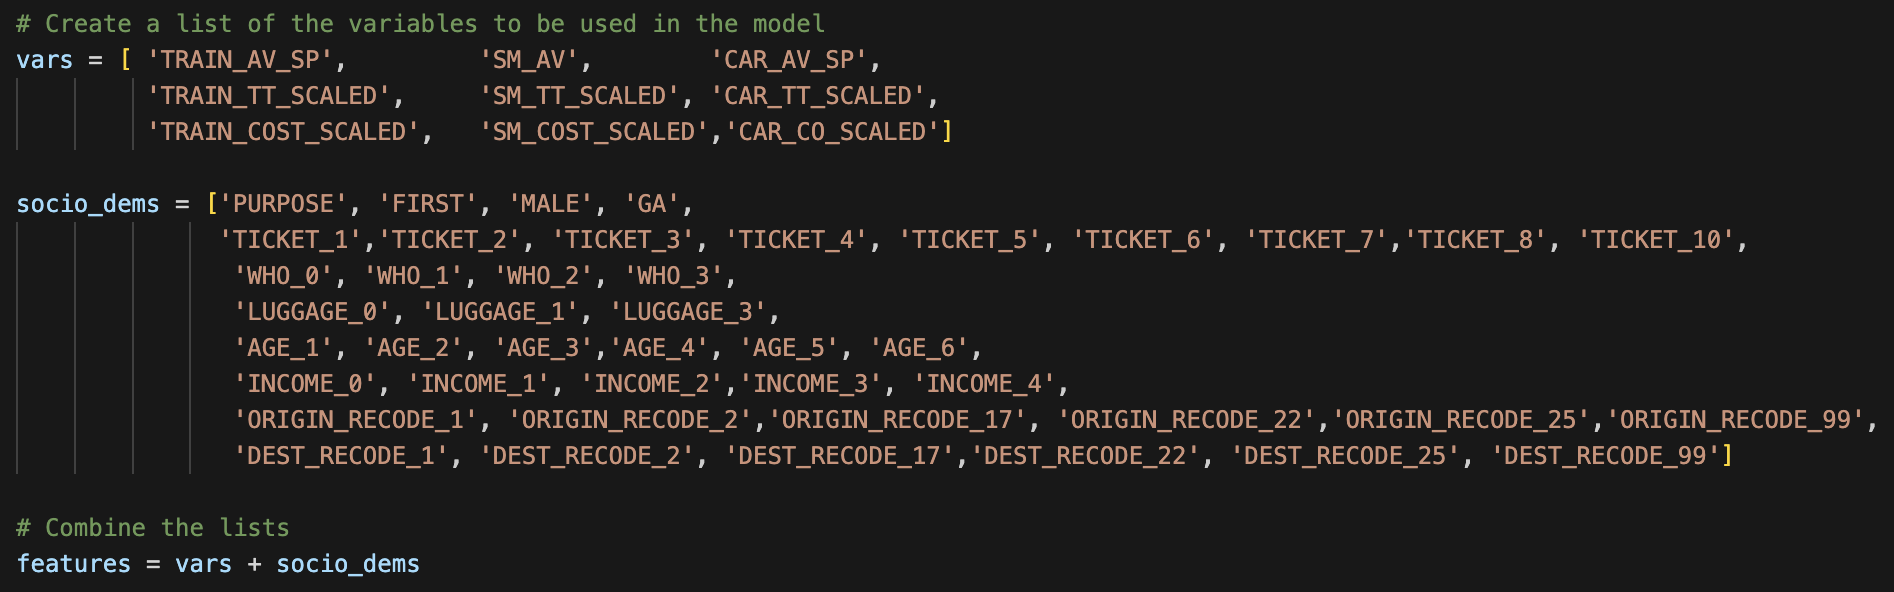 # Create a list of the variables to be used in the model
vars = [ 'TRAIN_AV_SP',         'SM_AV',        'CAR_AV_SP',
         'TRAIN_TT_SCALED',     'SM_TT_SCALED', 'CAR_TT_SCALED',
         'TRAIN_COST_SCALED',   'SM_COST_SCALED','CAR_CO_SCALED']

socio_dems = ['PURPOSE', 'FIRST', 'MALE', 'GA',
              'TICKET_1','TICKET_2', 'TICKET_3', 'TICKET_4', 'TICKET_5', 'TICKET_6', 'TICKET_7','TICKET_8', 'TICKET_10',
               'WHO_0', 'WHO_1', 'WHO_2', 'WHO_3',
               'LUGGAGE_0', 'LUGGAGE_1', 'LUGGAGE_3',
               'AGE_1', 'AGE_2', 'AGE_3','AGE_4', 'AGE_5', 'AGE_6',
               'INCOME_0', 'INCOME_1', 'INCOME_2','INCOME_3', 'INCOME_4',
               'ORIGIN_RECODE_1', 'ORIGIN_RECODE_2','ORIGIN_RECODE_17', 'ORIGIN_RECODE_22','ORIGIN_RECODE_25','ORIGIN_RECODE_99',
               'DEST_RECODE_1', 'DEST_RECODE_2', 'DEST_RECODE_17','DEST_RECODE_22', 'DEST_RECODE_25', 'DEST_RECODE_99']

# Combine the lists
features = vars + socio_dems